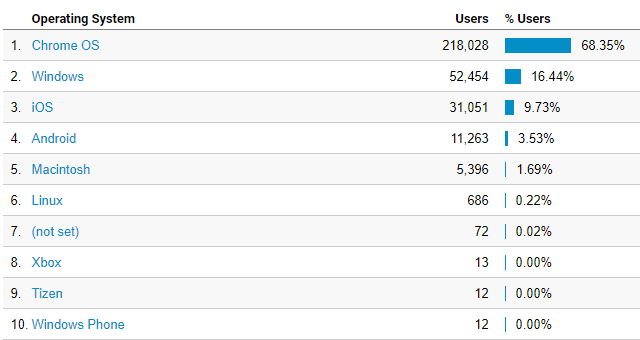 Operating System Users % Users
1. Chrome OS 218,028 68.35%
2. Windows 52,454 16.44%
3. iOS 31,051 9.73%
4. Android 11,263 3.53%
5. Macintosh 5,396 1.69%
6. Linux 686 0.22%
7. (not set) 72 0.02%
8. Xbox 13 0.00%
9. Tizen 12 0.00%
10. Windows Phone 12 0.00%